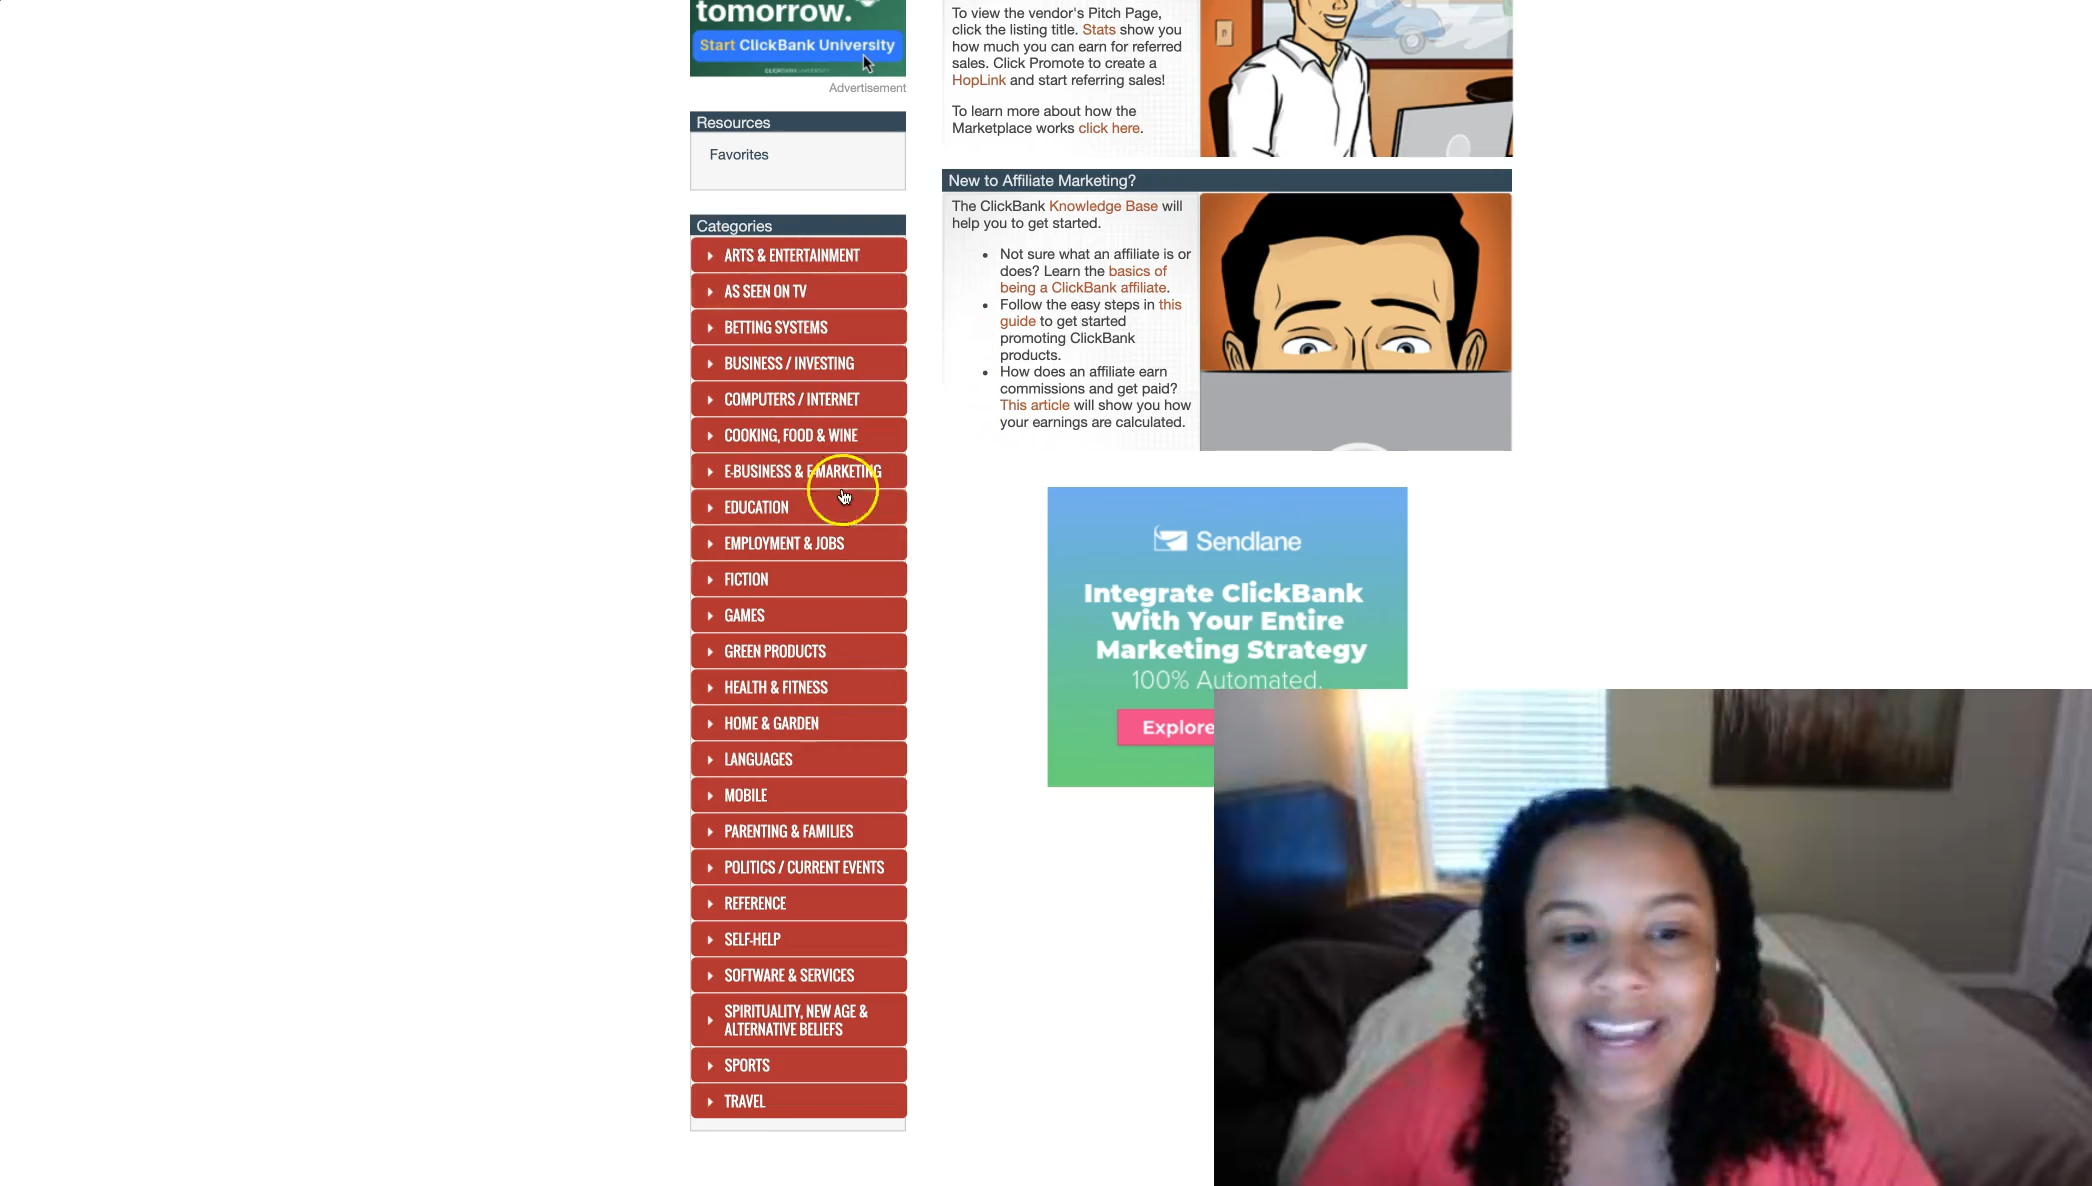 tomorrow.
Start ClickBank University
CLICKBANK UNIVERSITY
Advertisement
Resources
Favorites
Categories
ARTS & ENTERTAINMENT
AS SEEN ON TV
BETTING SYSTEMS
BUSINESS / INVESTING
COMPUTERS / INTERNET
COOKING, FOOD & WINE
E-BUSINESS & E-MARKETING
EDUCATION
EMPLOYMENT & JOBS
FICTION
GAMES
GREEN PRODUCTS
HEALTH & FITNESS
HOME & GARDEN
LANGUAGES
MOBILE
PARENTING & FAMILIES
POLITICS / CURRENT EVENTS
REFERENCE
SELF-HELP
SOFTWARE & SERVICES
SPIRITUALITY, NEW AGE &
ALTERNATIVE BELIEFS
SPORTS
TRAVEL
To view the vendor's Pitch Page,
click the listing title. Stats show you
how much you can earn for referred
sales. Click Promote to create a
HopLink and start referring sales!
To learn more about how the
Marketplace works click here.
New to Affiliate Marketing?
The ClickBank Knowledge Base will
help you to get started.
Not sure what an affiliate is or
does? Learn the basics of
being a ClickBank affiliate.
Follow the easy steps in this
guide to get started
promoting ClickBank
products.
How does an affiliate earn
commissions and get paid?
This article will show you how
your earnings are calculated.
Sendlane
Integrate ClickBank
With Your Entire
Marketing Strategy
100% Automated.
Explore